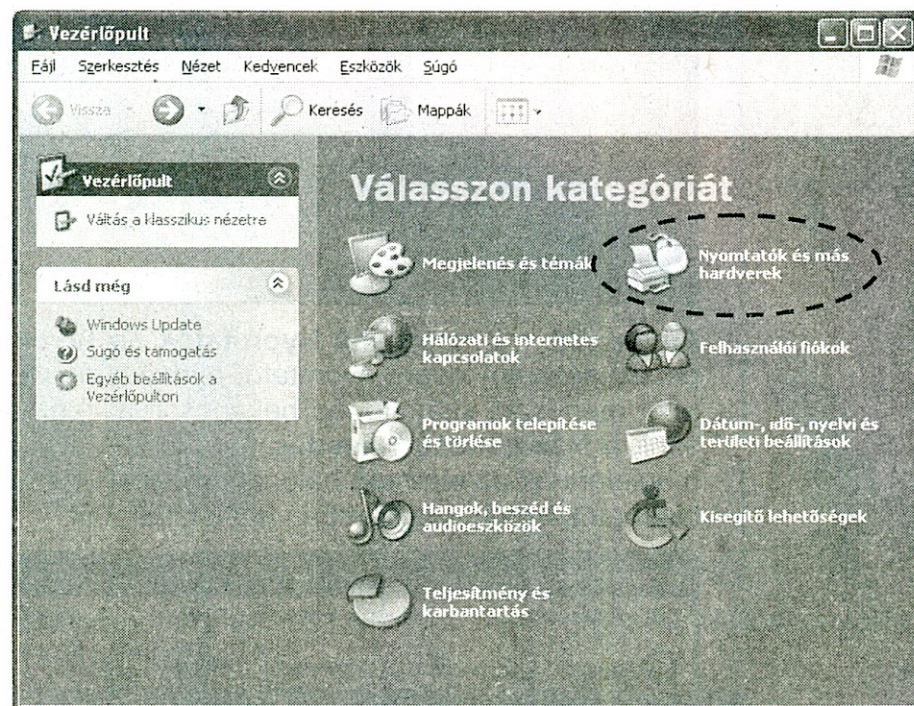 Vezérlőpult
Fájl Szerkesztés Nézet Kedvencek Eszközök Súgó
Vissza Keresés Mappák
Vezérlőpult
Váltás a klasszikus nézetre
Lásd még
Windows Update
Súgó és támogatás
Egyéb beállítások a
Vezérlőpulton
Válasszon kategóriát
Megjelenés és témák
Nyomtatók és más
hardverek
Hálózati és internetes
kapcsolatok
Felhasználói fiókok
Programok telepítése
és törlése
Dátum-, idő-, nyelvi és
területi beállítások
Hangok, beszéd és
audioeszközök
Kisegítő lehetőségek
Teljesítmény és
karbantartás